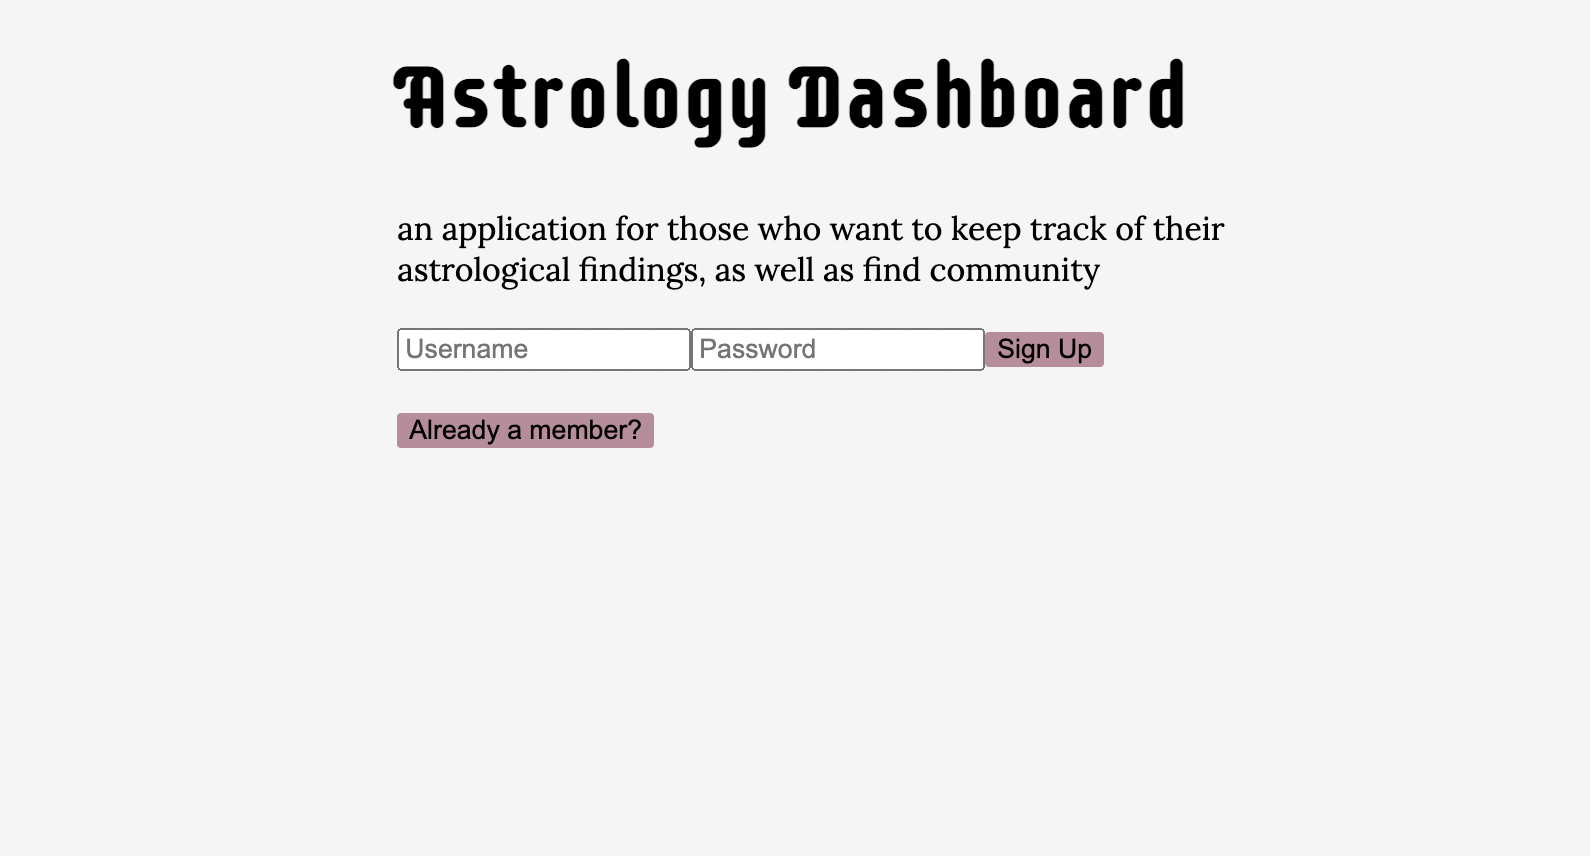 Astrology Dashboard
an application for those who want to keep track of their
astrological findings, as well as find community
Username Password Sign Up
Already a member?